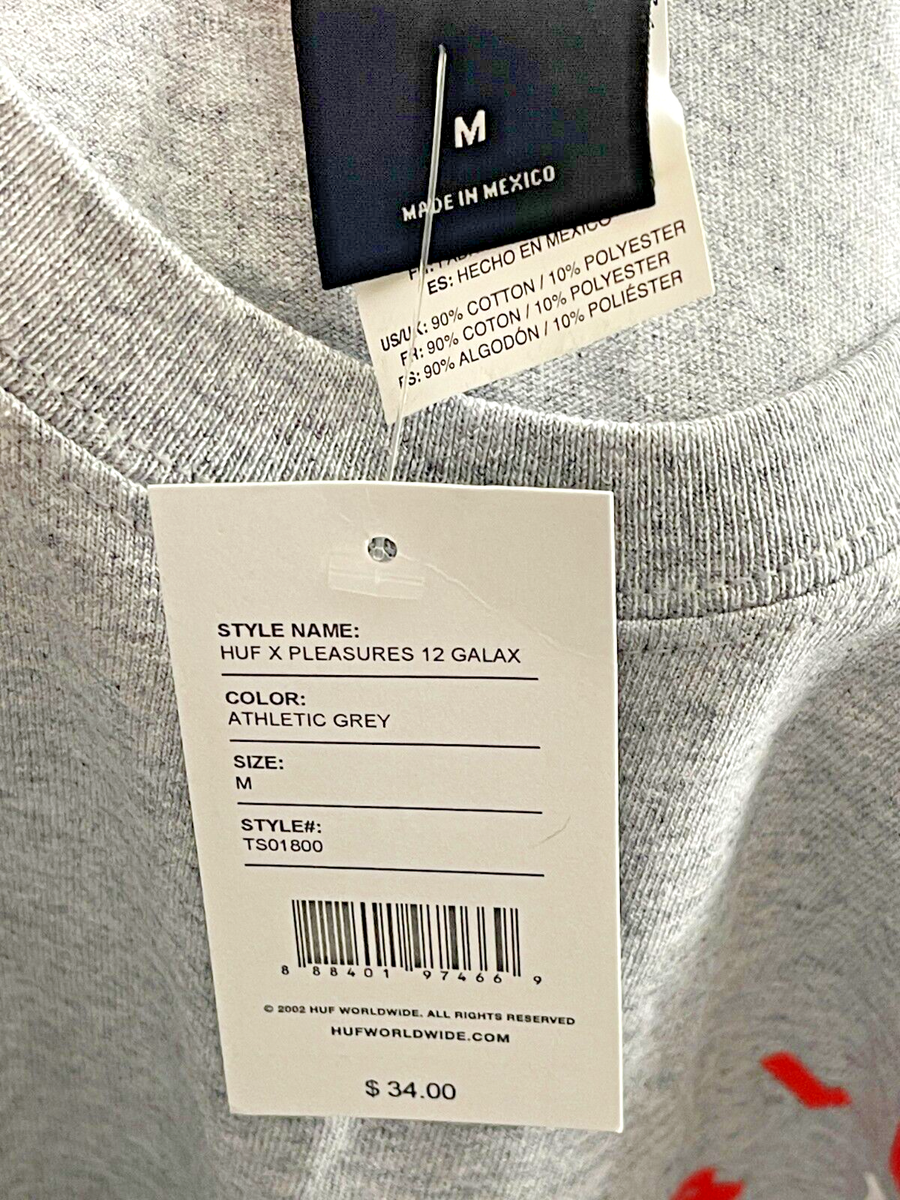 M
MADE IN MEXICO
ES: HECHO EN MEXICO
US/UK: 90% COTTON / 10% POLYESTER
FR: 90% COTON / 10% POLYESTER
ES: 90% ALGODÓN / 10% POLIÉSTER
STYLE NAME:
HUF X PLEASURES 12 GALAX
COLOR:
ATHLETIC GREY
SIZE:
M
STYLE#:
TS01800
8 88401 97466 9
© 2002 HUF WORLDWIDE. ALL RIGHTS RESERVED
HUFWORLDWIDE.COM
$ 34.00